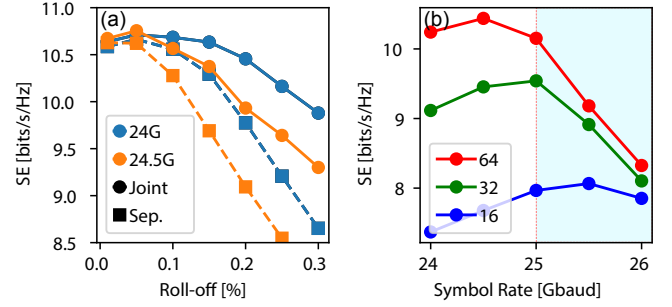 (a)
SE [bits/s/Hz]
11.0
10.5
10.0
9.5
9.0
8.5
24G
24.5G
Joint
Sep.
0.0 0.1 0.2 0.3
Roll-off [%]
(b)
SE [bits/s/Hz]
10
9
8
64
32
16
24 25 26
Symbol Rate [Gbaud]